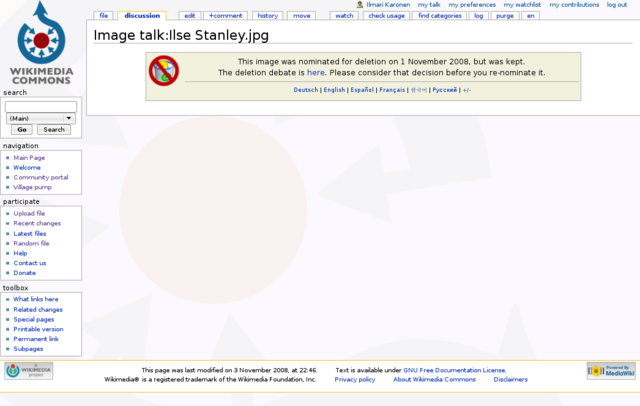 Ilmari Karonen my talk my preferences my watchlist my contributions log out
file discussion edit +comment history move watch check usage find categories log purge en
Image talk:Ilse Stanley.jpg
This image was nominated for deletion on 1 November 2008, but was kept.
The deletion debate is here. Please consider that decision before you re-nominate it.
Deutsch | English | Español | Français | 한국어 | Русский | +/-
WIKIMEDIA
COMMONS
search
(Main)
Go Search
navigation
Main Page
Welcome
Community portal
Village pump
participate
Upload file
Recent changes
Latest files
Random file
Help
Contact us
Donate
toolbox
What links here
Related changes
Special pages
Printable version
Permanent link
Subpages
A
WIKIMEDIA
project
This page was last modified on 3 November 2008, at 22:46. Text is available under GNU Free Documentation License.
Wikimedia® is a registered trademark of the Wikimedia Foundation, Inc. Privacy policy About Wikimedia Commons Disclaimers
Powered By
MediaWiki